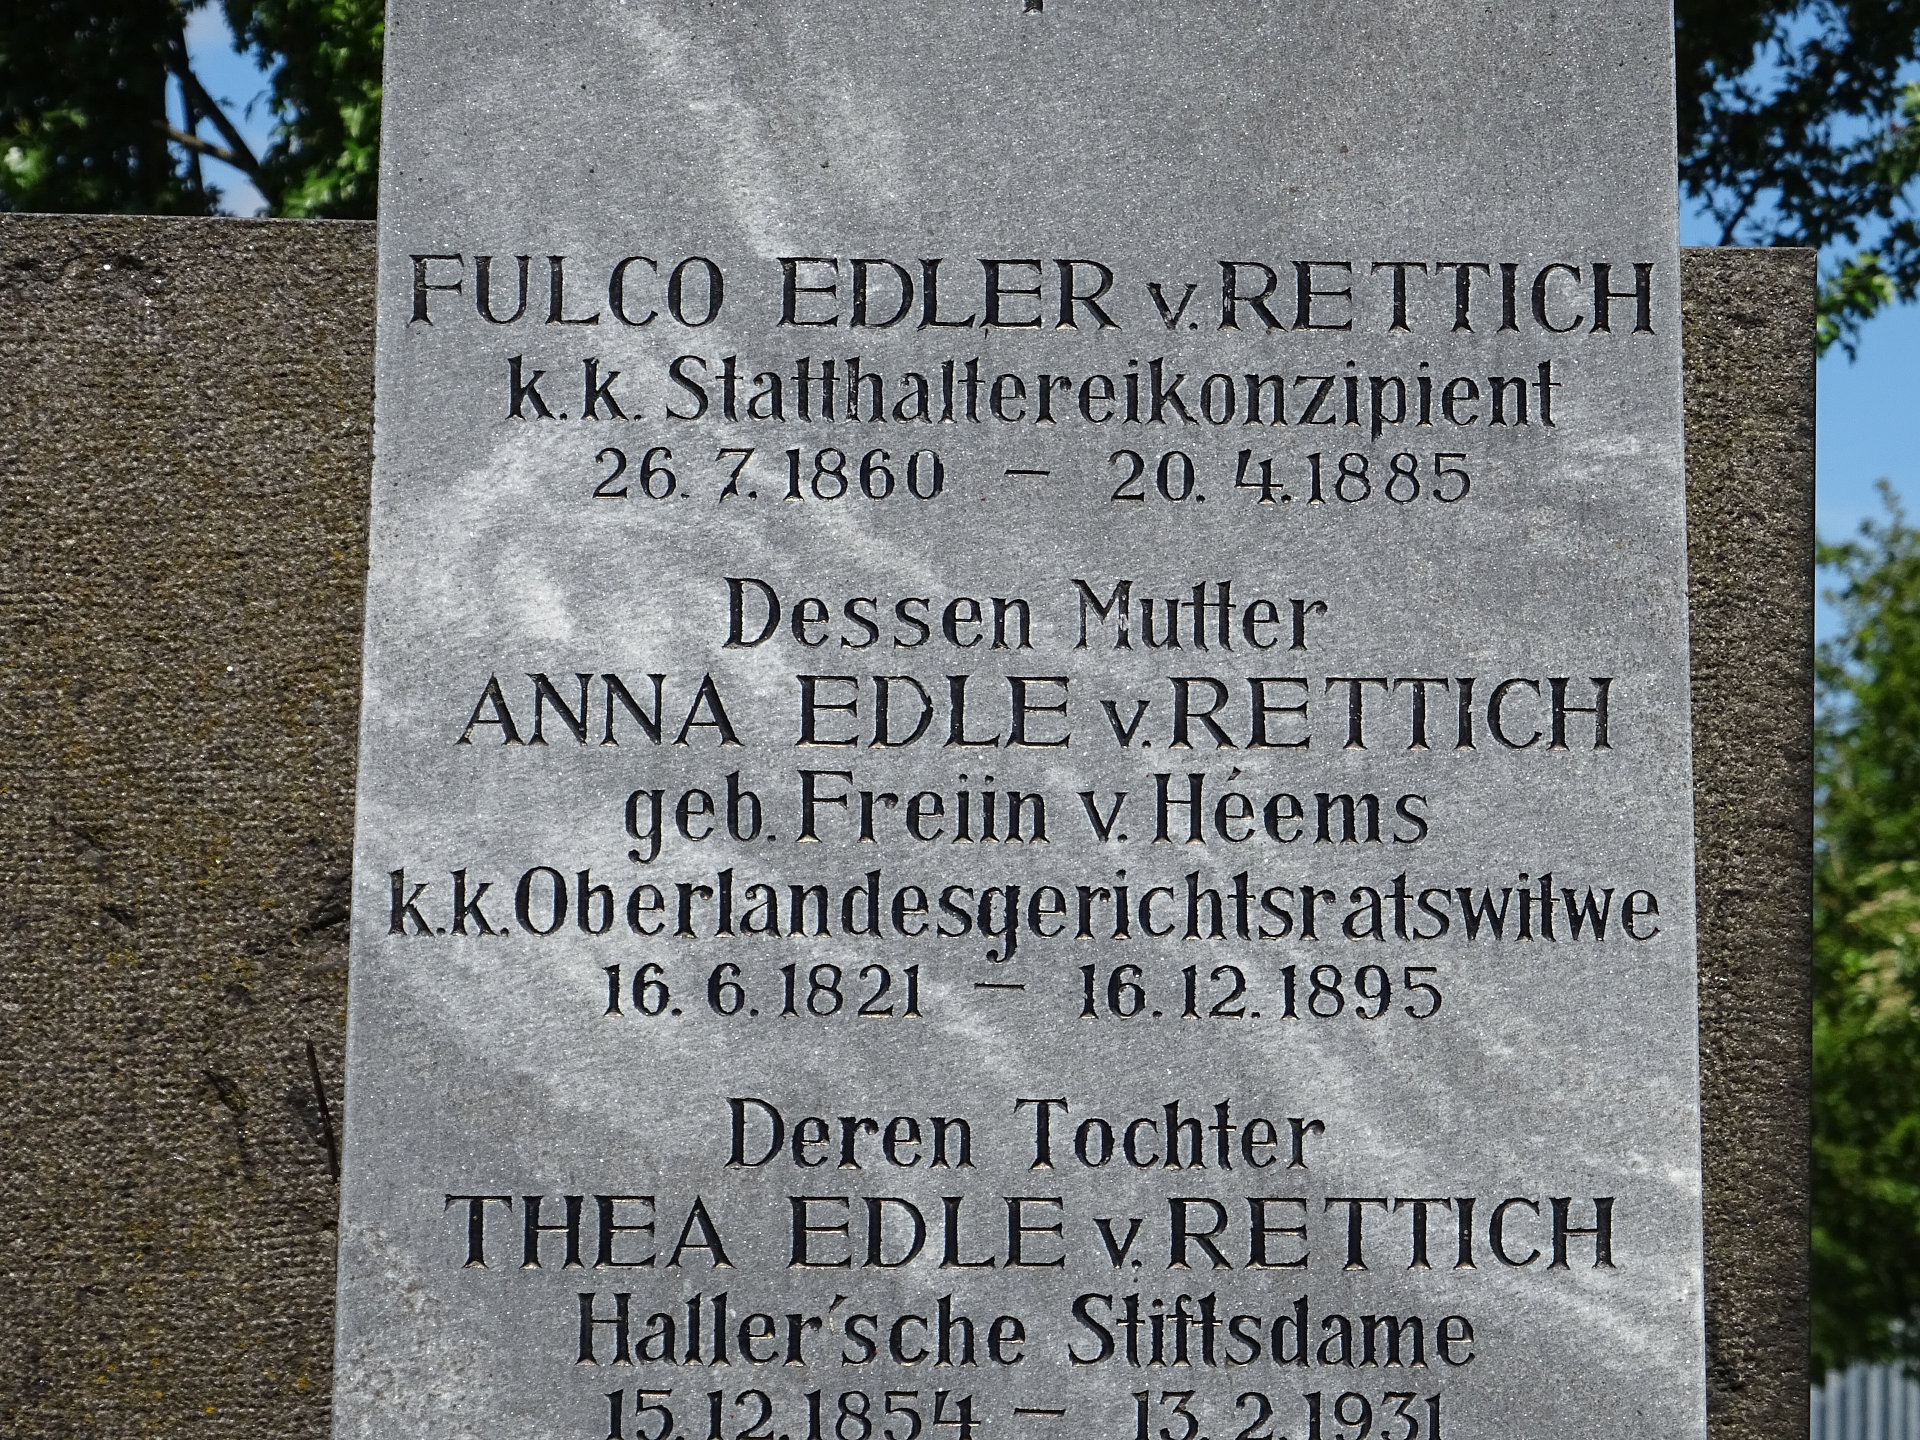 FULCO EDLER v. RETTICH
k.k. Statthaltereikonzipient
26. 7. 1860 – 20. 4. 1885
Dessen Mutter
ANNA EDLE v. RETTICH
geb. Freiin v. Héems
k.k. Oberlandesgerichtsratswitwe
16. 6. 1821 – 16. 12. 1895
Deren Tochter
THEA EDLE v. RETTICH
Haller'sche Stiftsdame
15. 12. 1854 – 13. 2. 1931